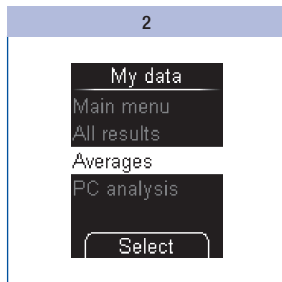 2
My data
Main menu
All results
Averages
PC analysis
Select